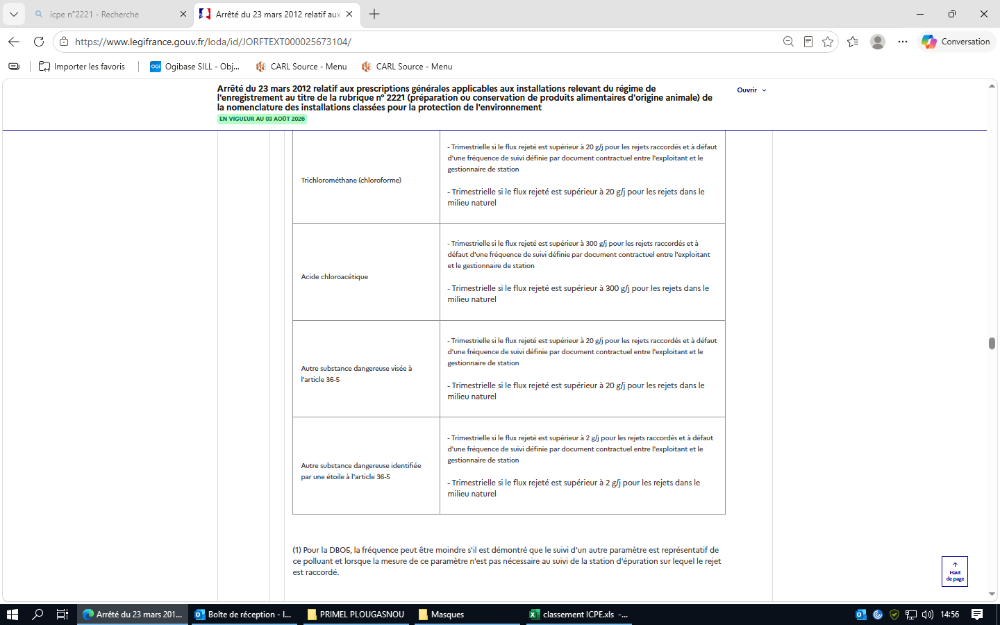 icpe n°2221 - Recherche
Arrêté du 23 mars 2012 relatif aux
https://www.legifrance.gouv.fr/loda/id/JORFTEXT000025673104/
Conversation
Importer les favoris
OGI
Ogibase SILL - Obj...
CARL Source - Menu
CARL Source - Menu
Arrêté du 23 mars 2012 relatif aux prescriptions générales applicables aux installations relevant du régime de
l'enregistrement au titre de la rubrique n° 2221 (préparation ou conservation de produits alimentaires d'origine animale) de
la nomenclature des installations classées pour la protection de l'environnement
EN VIGUEUR AU 03 AOÛT 2026
Ouvrir
- Trimestrielle si le flux rejeté est supérieur à 20 g/j pour les rejets raccordés et à défaut
d'une fréquence de suivi définie par document contractuel entre l'exploitant et le
gestionnaire de station
Trichlorométhane (chloroforme)
- Trimestrielle si le flux rejeté est supérieur à 20 g/j pour les rejets dans le
milieu naturel
- Trimestrielle si le flux rejeté est supérieur à 300 g/j pour les rejets raccordés et à
défaut d'une fréquence de suivi définie par document contractuel entre l'exploitant
et le gestionnaire de station
Acide chloroacétique
- Trimestrielle si le flux rejeté est supérieur à 300 g/j pour les rejets dans le
milieu naturel
- Trimestrielle si le flux rejeté est supérieur à 20 g/j pour les rejets raccordés et à défaut
d'une fréquence de suivi définie par document contractuel entre l'exploitant et le
gestionnaire de station
Autre substance dangereuse visée à
l'article 36-5
- Trimestrielle si le flux rejeté est supérieur à 20 g/j pour les rejets dans le
milieu naturel
- Trimestrielle si le flux rejeté est supérieur à 2 g/j pour les rejets raccordés et à défaut
d'une fréquence de suivi définie par document contractuel entre l'exploitant et le
gestionnaire de station
Autre substance dangereuse identifiée
par une étoile à l'article 36-5
- Trimestrielle si le flux rejeté est supérieur à 2 g/j pour les rejets dans le
milieu naturel
(1) Pour la DBO5, la fréquence peut être moindre s'il est démontré que le suivi d'un autre paramètre est représentatif de
ce polluant et lorsque la mesure de ce paramètre n'est pas nécessaire au suivi de la station d'épuration sur lequel le rejet
est raccordé.
Haut
de page
Arrêté du 23 mars 201...
Boîte de réception - I...
PRIMEL PLOUGASNOU
Masques
classement ICPE.xls -...
14:56